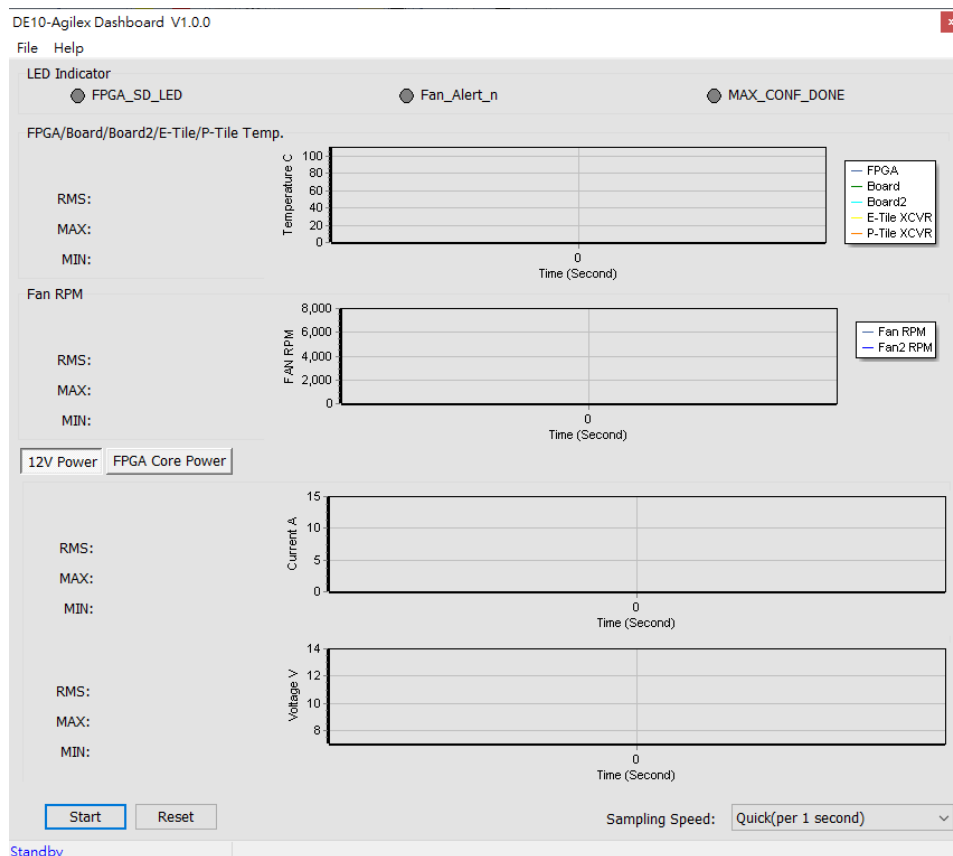 DE10-Agilex Dashboard V1.0.0
x
File Help
LED Indicator
FPGA_SD_LED Fan_Alert_n MAX_CONF_DONE
FPGA/Board/Board2/E-Tile/P-Tile Temp.
RMS:
MAX:
MIN:
Temperature C
100
80
60
40
20
0
0
Time (Second)
FPGA
Board
Board2
E-Tile XCVR
P-Tile XCVR
Fan RPM
RMS:
MAX:
MIN:
FAN RPM
8,000
6,000
4,000
2,000
0
0
Time (Second)
Fan RPM
Fan2 RPM
12V Power FPGA Core Power
RMS:
MAX:
MIN:
Current A
15
10
5
0
0
Time (Second)
RMS:
MAX:
MIN:
Voltage V
14
12
10
8
0
Time (Second)
Start Reset Sampling Speed: Quick(per 1 second)
Standby